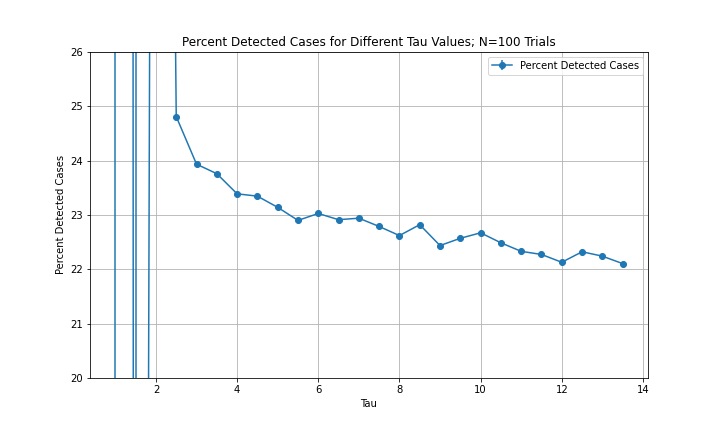 Percent Detected Cases for Different Tau Values; N=100 Trials
Percent Detected Cases
26
25
24
23
22
21
20
Percent Detected Cases
2 4 6 8 10 12 14
Tau